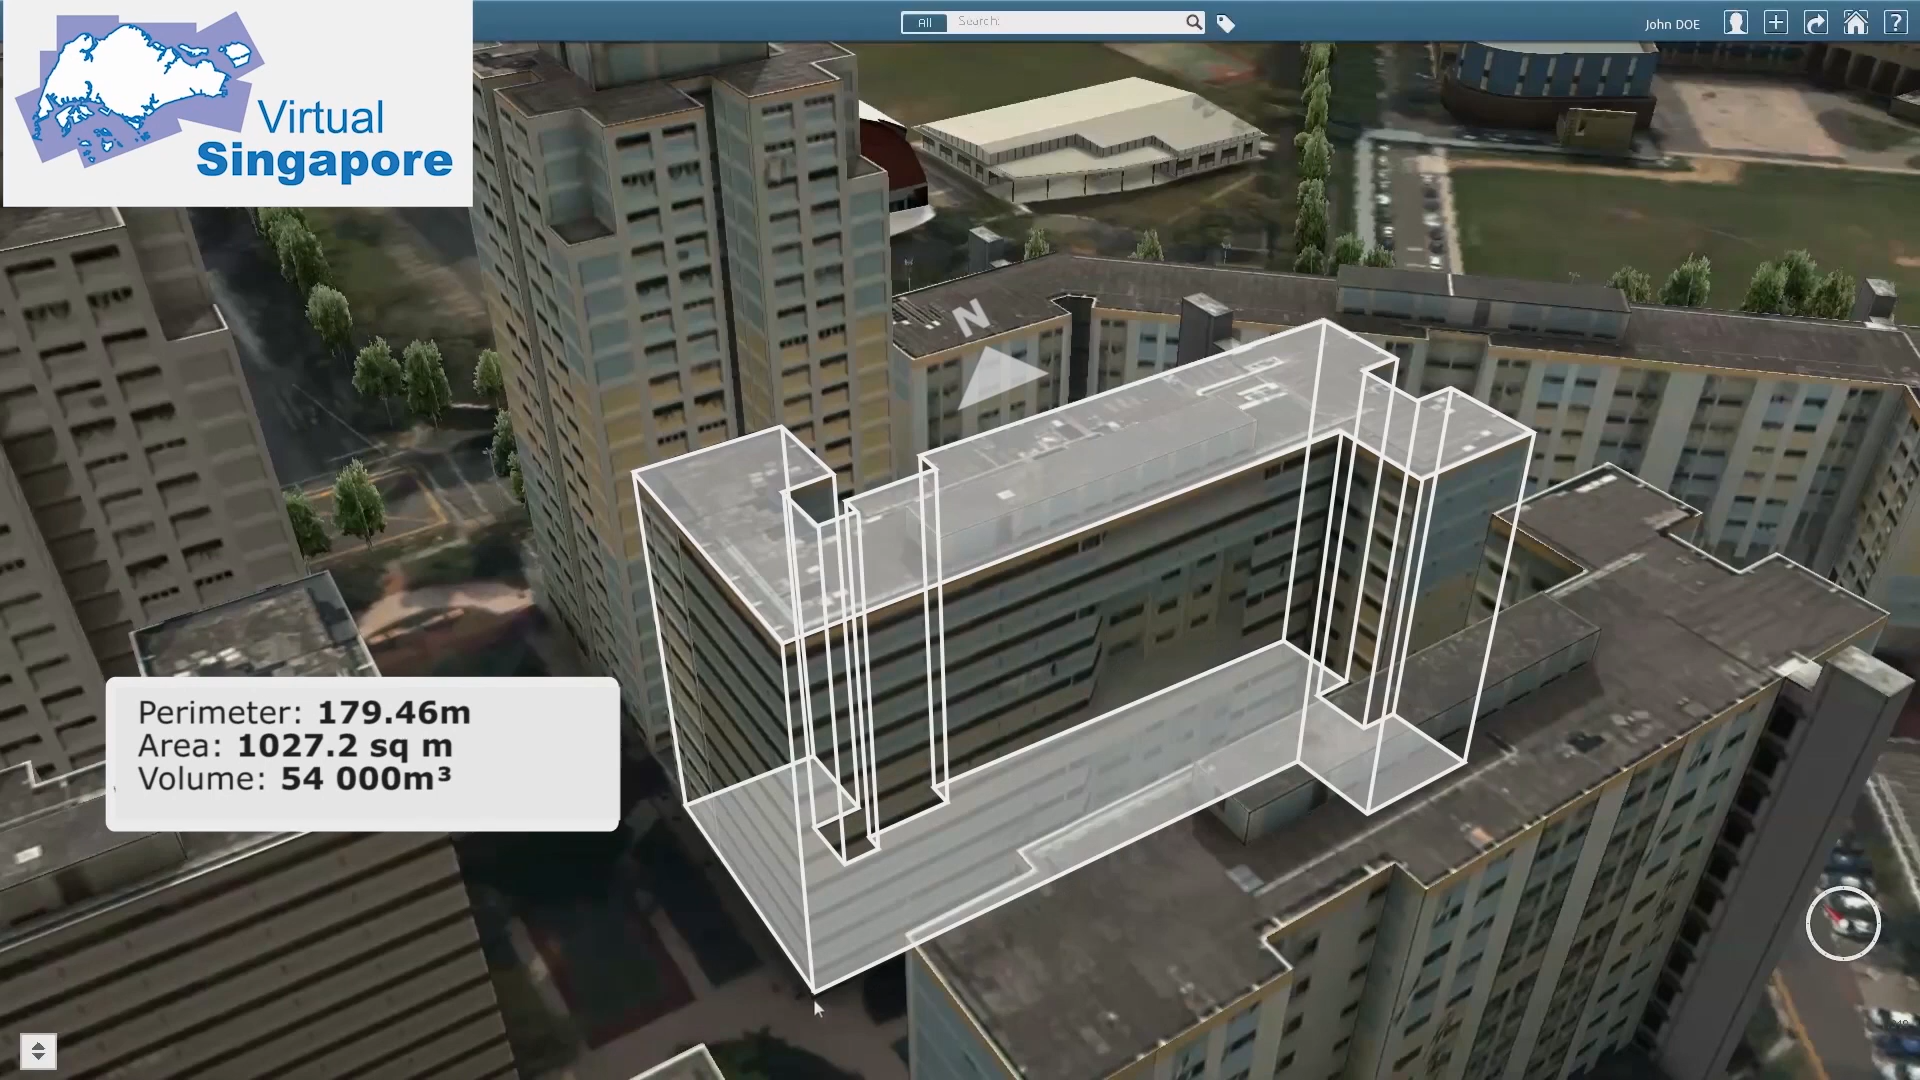 Virtual
Singapore
All
Search:
John DOE
?
N
Perimeter: 179.46m
Area: 1027.2 sq m
Volume: 54 000m³